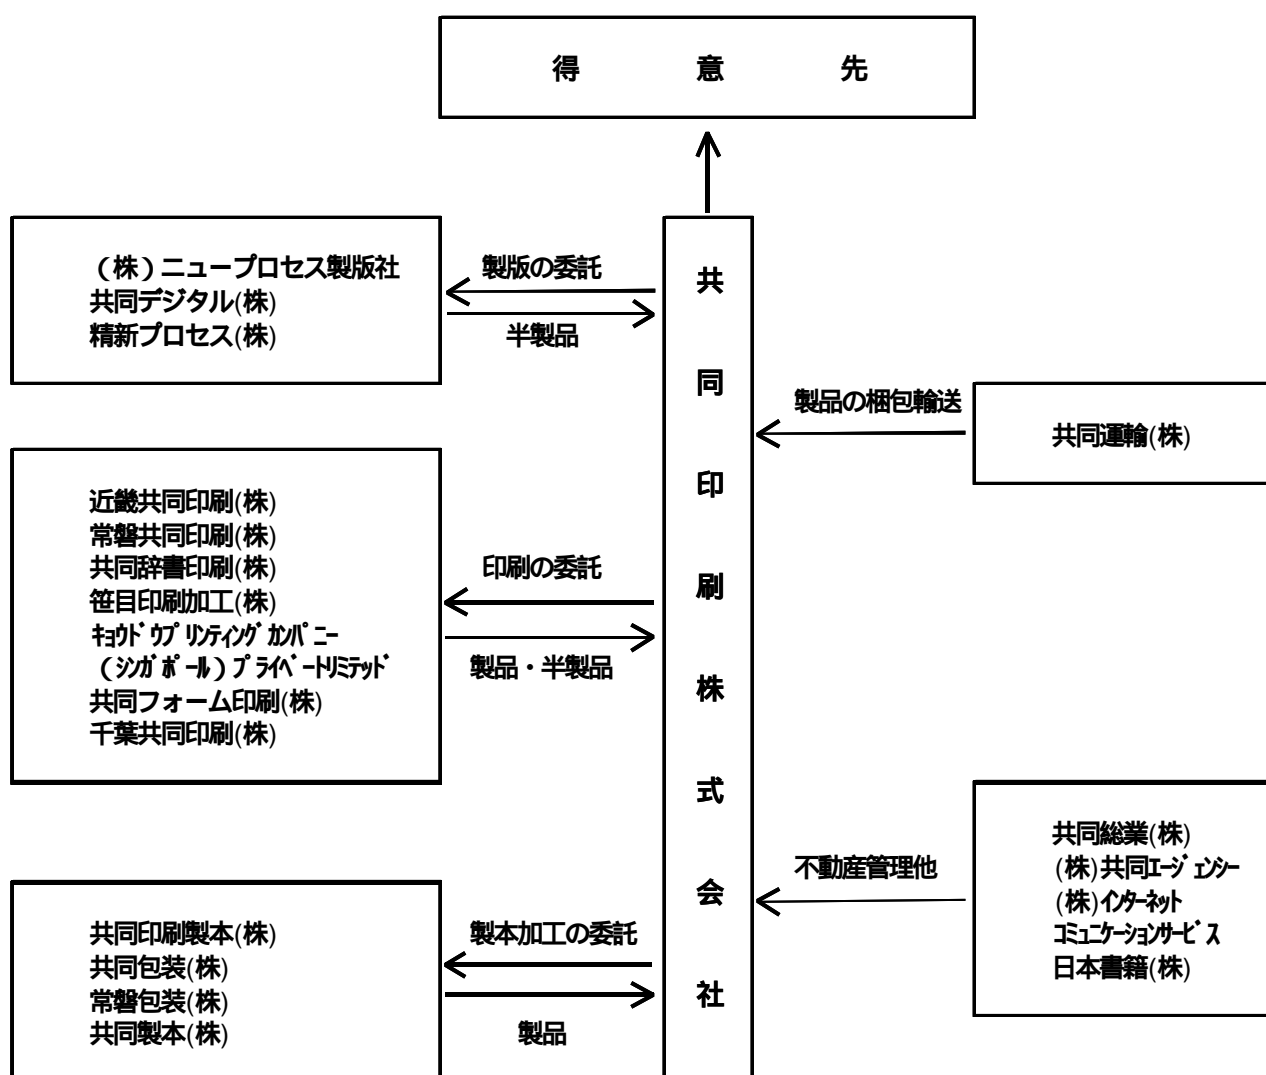 得意先
(株)ニュープロセス製版社
共同デジタル(株)
精新プロセス(株)
製版の委託
半製品
共同印刷株式会社
製品の梱包輸送
共同運輸(株)
近畿共同印刷(株)
常磐共同印刷(株)
共同辞書印刷(株)
笹目印刷加工(株)
キョウドウプリンティングカンパニー
(シンガポール)プライベートリミテッド
共同フォーム印刷(株)
千葉共同印刷(株)
印刷の委託
製品・半製品
不動産管理他
共同総業(株)
(株)共同エージェンシー
(株)インターネット
コミュニケーションサービス
日本書籍(株)
共同印刷製本(株)
共同包装(株)
常磐包装(株)
共同製本(株)
製本加工の委託
製品